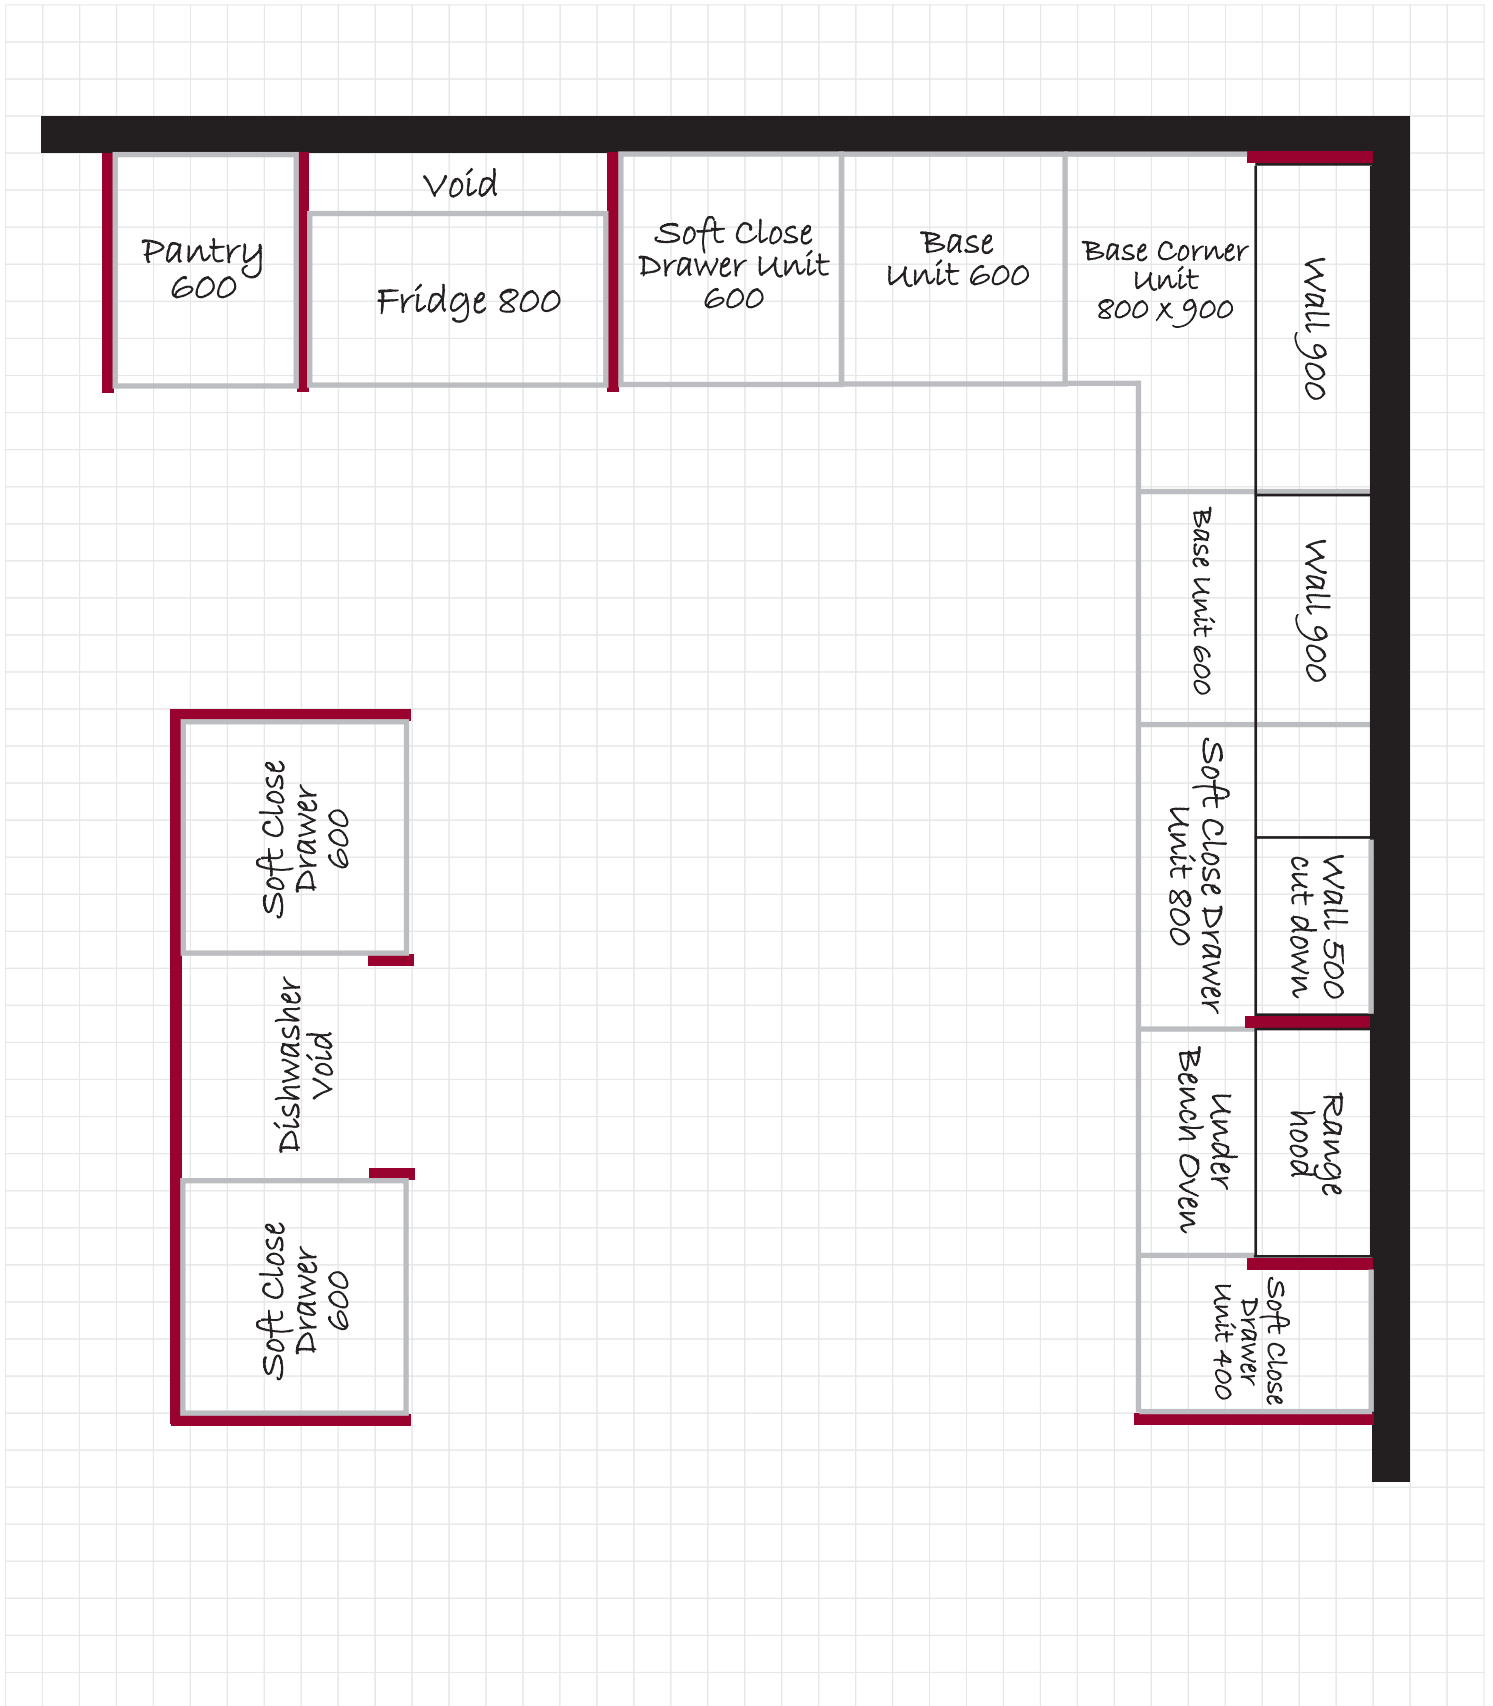 Void
Pantry
600
Fridge 800
Soft Close
Drawer Unit
600
Base
Unit 600
Base Corner
Unit
800 x 900
Wall 900
Base Unit 600
Wall 900
Soft Close Drawer
Unit 800
Wall 500
cut down
Under
Bench Oven
Range
hood
Soft Close
Drawer
Unit 400
Soft Close
Drawer
600
Dishwasher
Void
Soft Close
Drawer
600